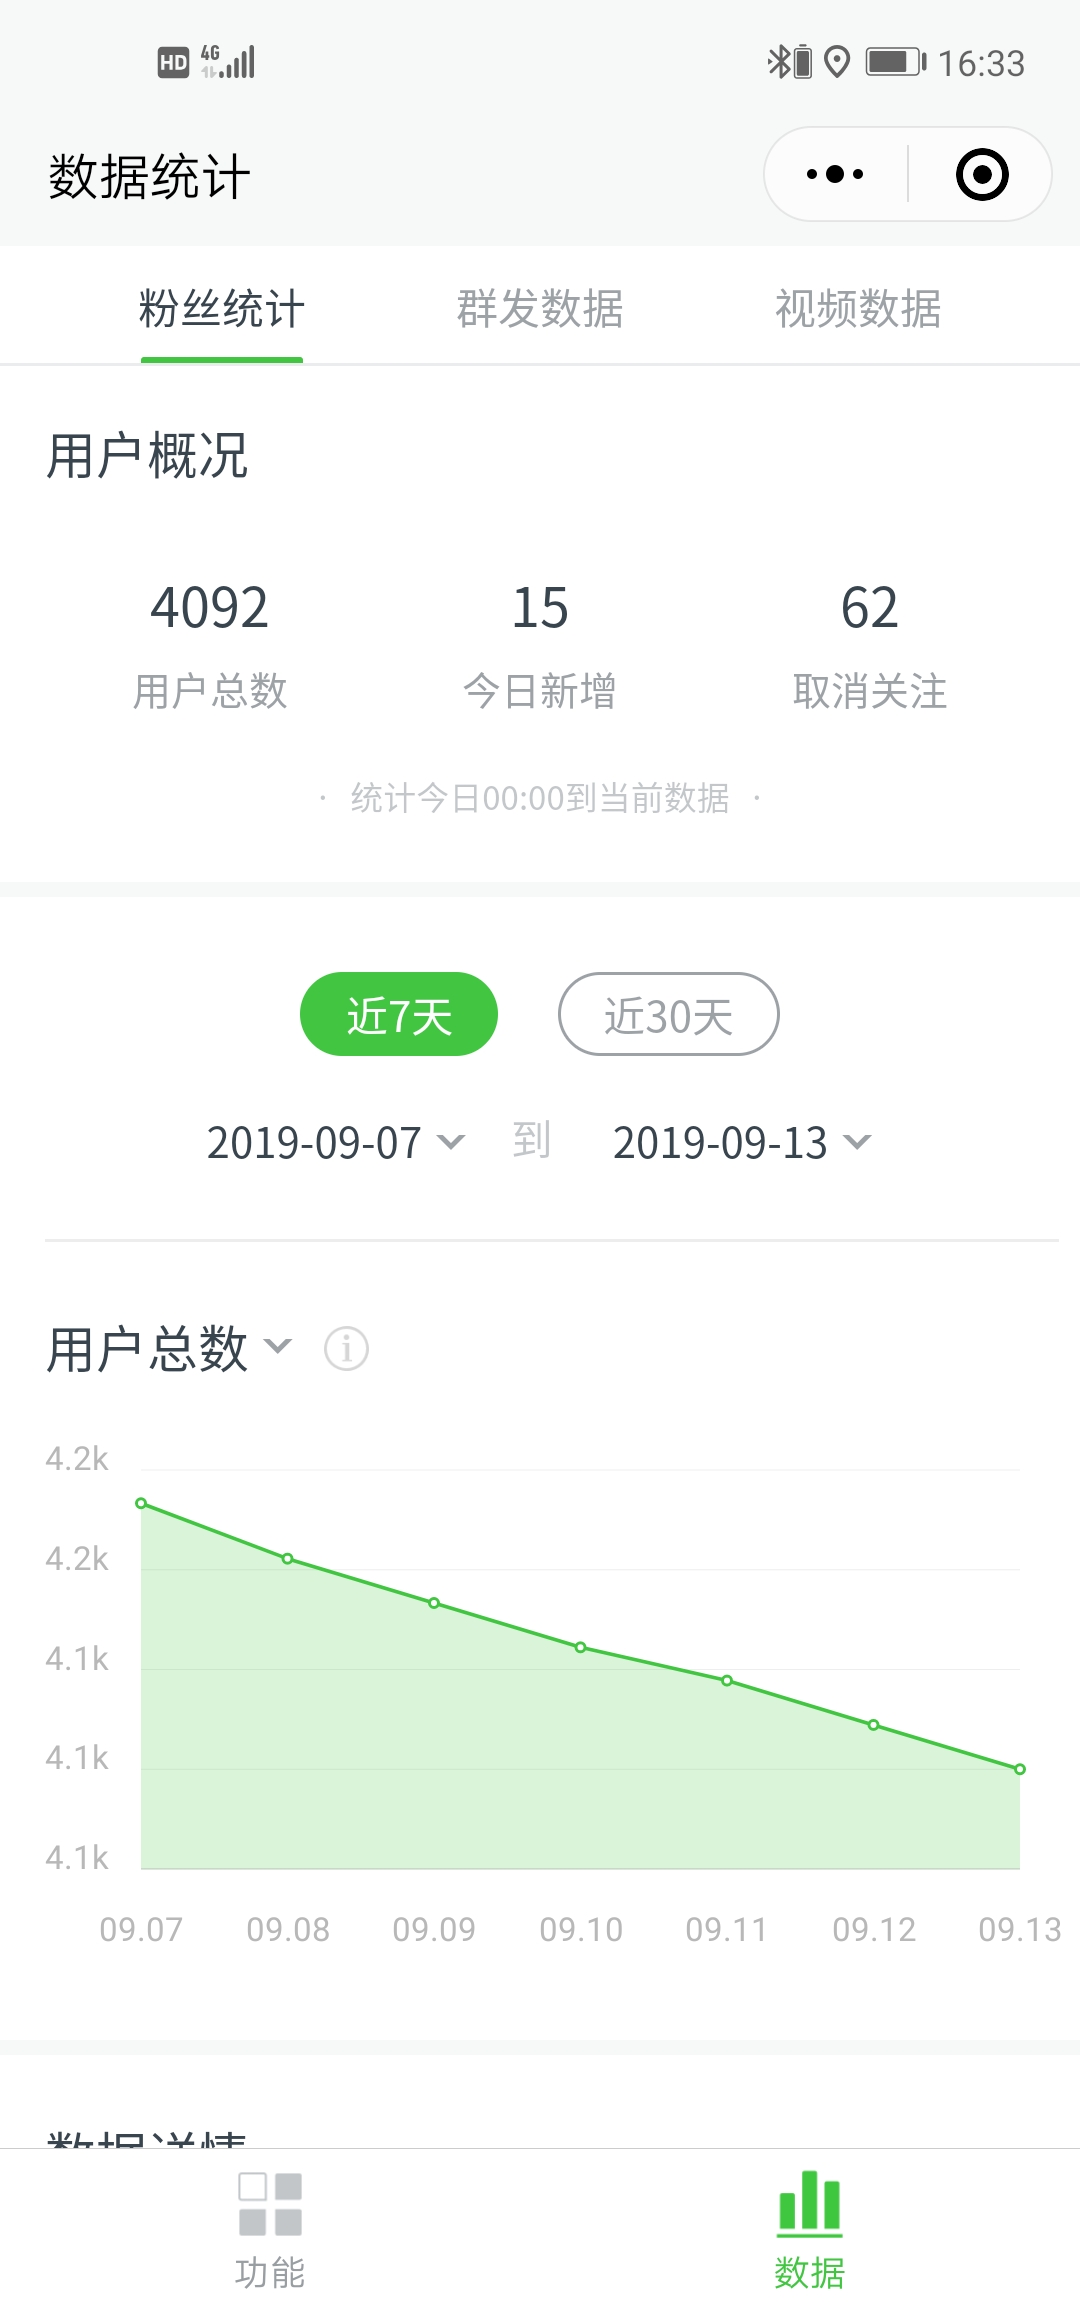 HD 4G 16:33
数据统计
粉丝统计 群发数据 视频数据
用户概况
4092 15 62
用户总数 今日新增 取消关注
· 统计今日00:00到当前数据 ·
近7天 近30天
2019-09-07 到 2019-09-13
用户总数 i
4.2k
4.2k
4.1k
4.1k
4.1k
09.07 09.08 09.09 09.10 09.11 09.12 09.13
数据详情
功能 数据